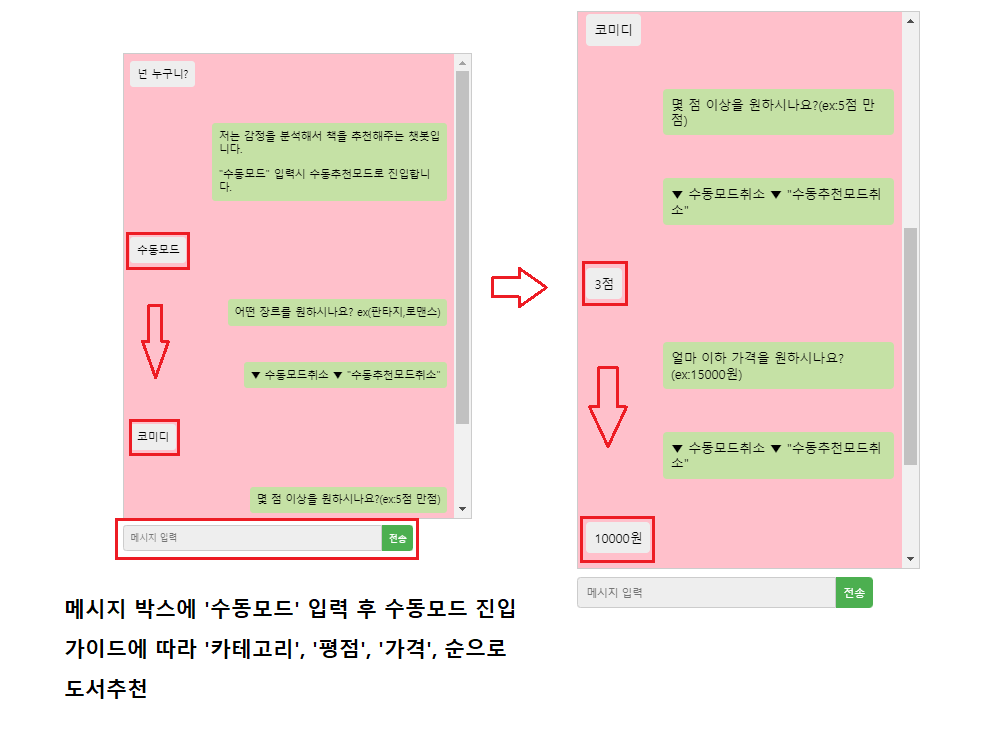 넌 누구니?
저는 감정을 분석해서 책을 추천해주는 챗봇입
니다.
"수동모드" 입력시 수동추천모드로 진입합니
다.
수동모드
어떤 장르를 원하시나요? ex(판타지,로맨스)
▼ 수동모드취소 ▼ "수동추천모드취소"
코미디
몇 점 이상을 원하시나요?(ex:5점 만점)
메시지 입력
전송
코미디
몇 점 이상을 원하시나요?(ex:5점 만
점)
▼ 수동모드취소 ▼ "수동추천모드취
소"
3점
얼마 이하 가격을 원하시나요?
(ex:15000원)
▼ 수동모드취소 ▼ "수동추천모드취
소"
10000원
메시지 입력
전송
메시지 박스에 '수동모드' 입력 후 수동모드 진입
가이드에 따라 '카테고리', '평점', '가격', 순으로
도서추천